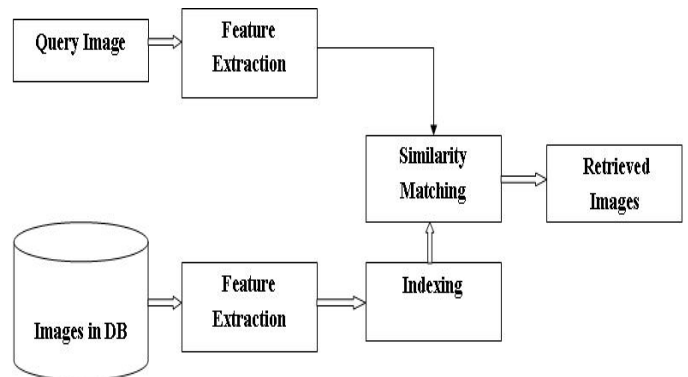 Query Image
Feature
Extraction
Similarity
Matching
Retrieved
Images
Images in DB
Feature
Extraction
Indexing